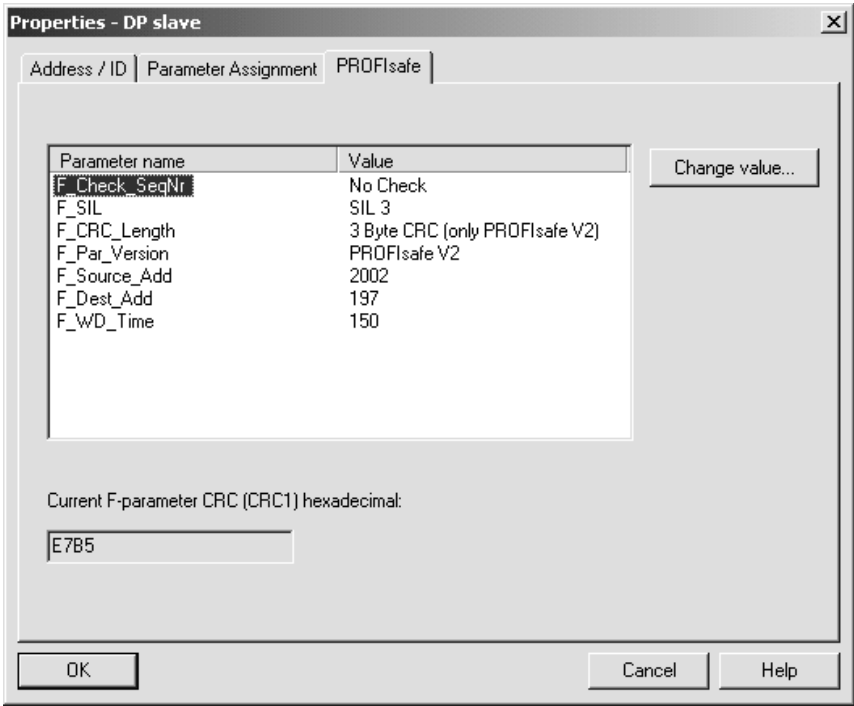 Properties - DP slave
Address / ID Parameter Assignment PROFIsafe
Parameter name Value
F_Check_SeqNr No Check
F_SIL SIL 3
F_CRC_Length 3 Byte CRC (only PROFIsafe V2)
F_Par_Version PROFIsafe V2
F_Source_Add 2002
F_Dest_Add 197
F_WD_Time 150
Change value...
Current F-parameter CRC (CRC1) hexadecimal:
E7B5
OK Cancel Help